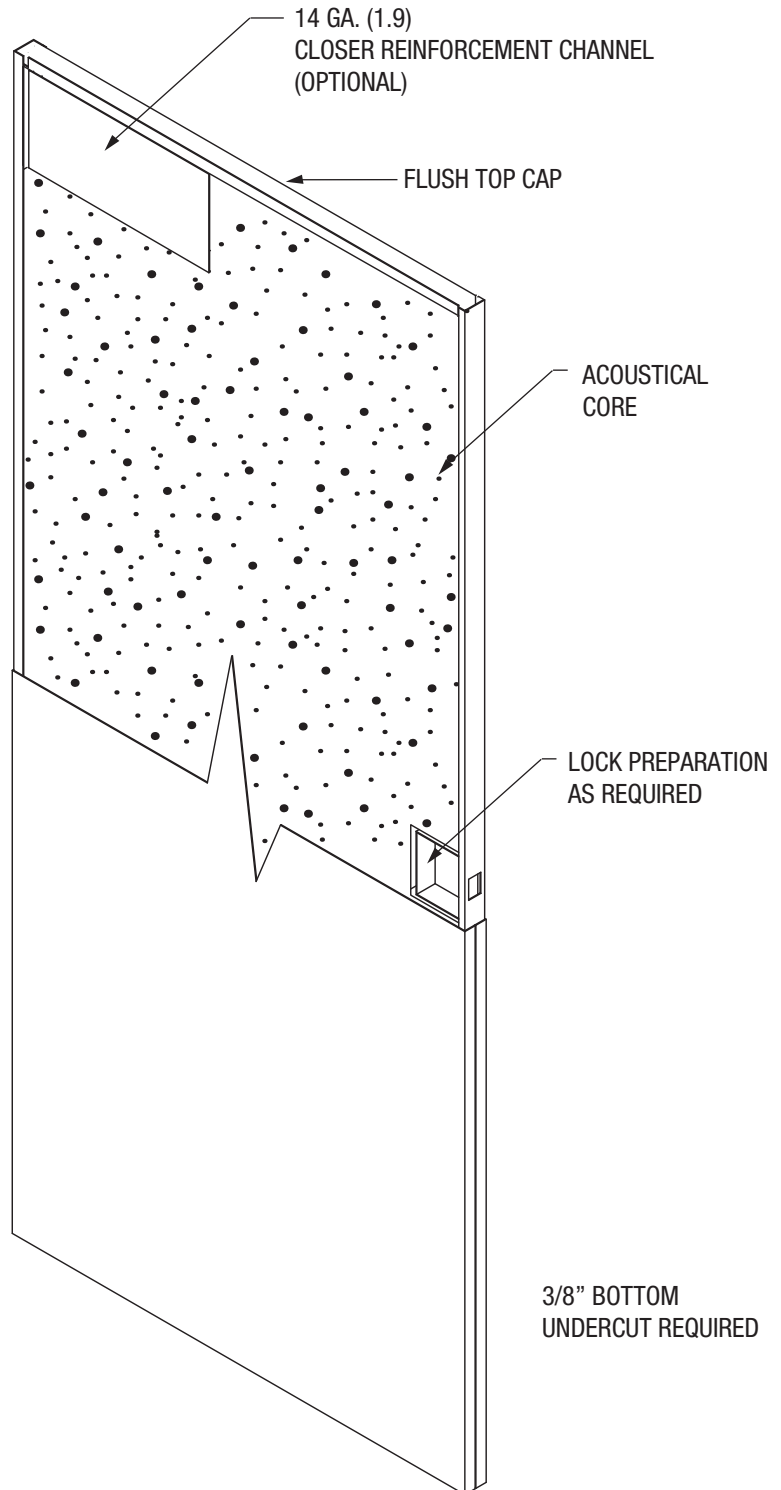 14 GA. (1.9)
CLOSER REINFORCEMENT CHANNEL
(OPTIONAL)
FLUSH TOP CAP
ACOUSTICAL
CORE
LOCK PREPARATION
AS REQUIRED
3/8” BOTTOM
UNDERCUT REQUIRED